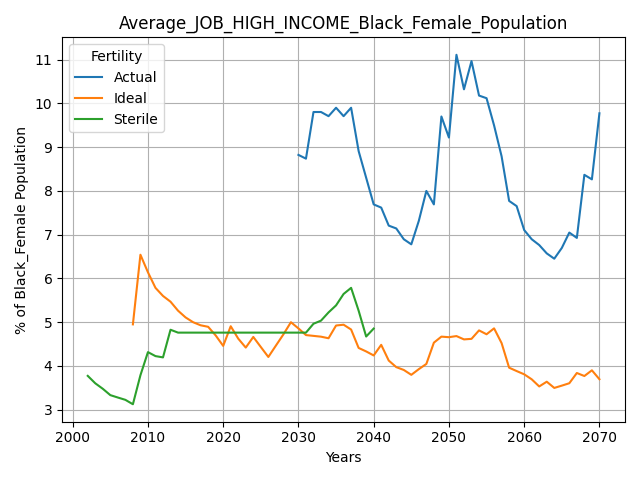 Average_JOB_HIGH_INCOME_Black_Female_Population
Fertility
Actual
Ideal
Sterile
% of Black_Female Population
11
10
9
8
7
6
5
4
3
2000 2010 2020 2030 2040 2050 2060 2070
Years